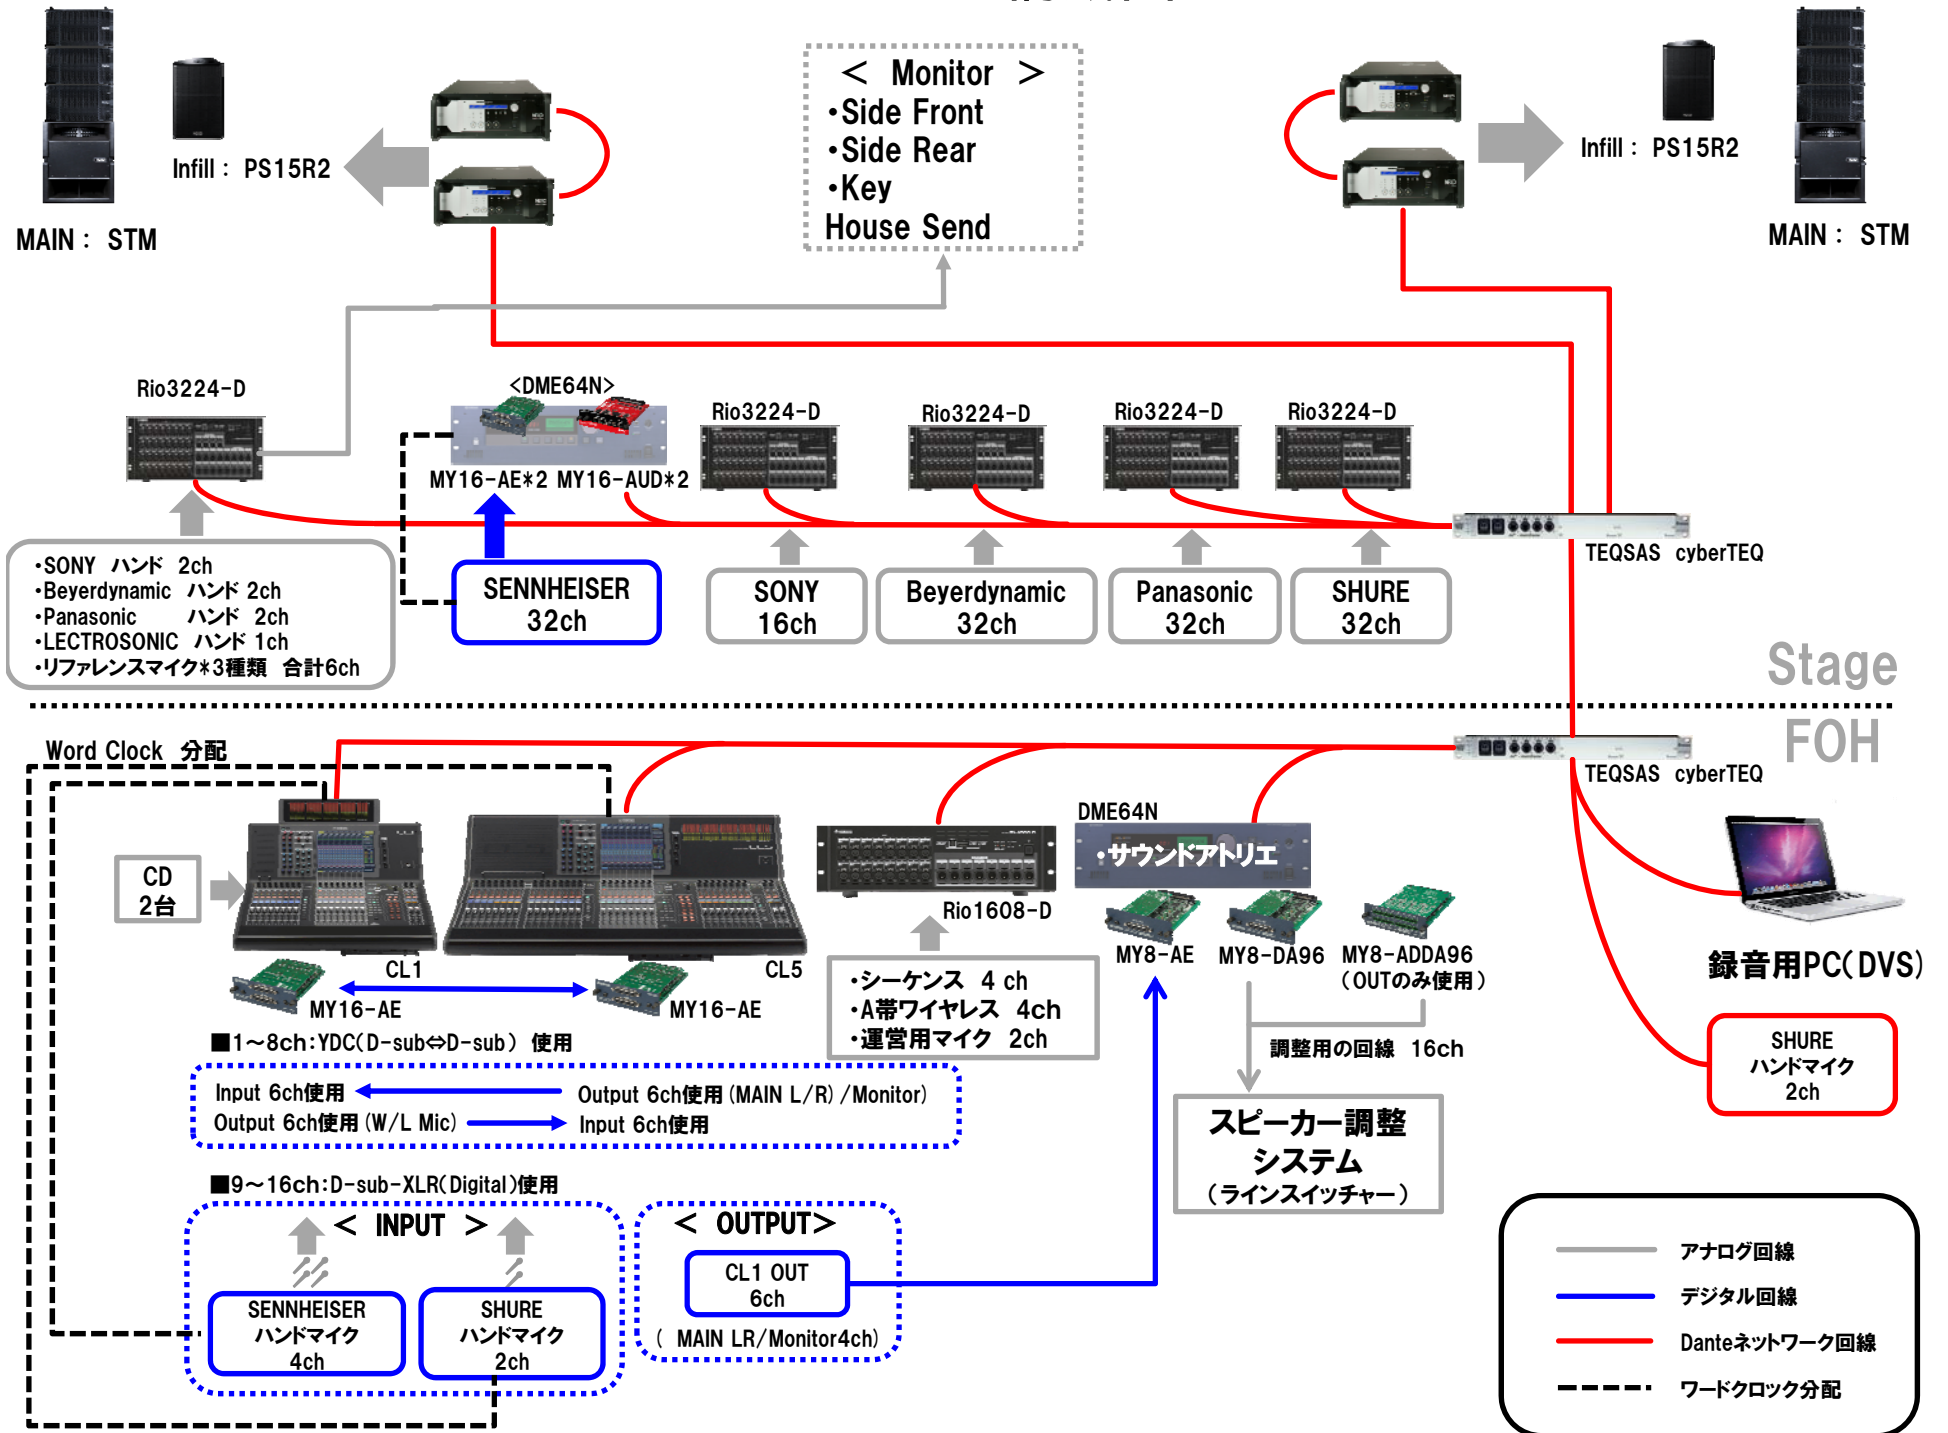 < Monitor >
・Side Front
・Side Rear
・Key
House Send
Infill： PS15R2
MAIN： STM
Infill： PS15R2
MAIN： STM
Rio3224-D
<DME64N>
MY16-AE*2 MY16-AUD*2
Rio3224-D
Rio3224-D
Rio3224-D
Rio3224-D
TEQSAS cyberTEQ
・SONY ハンド 2ch
・Beyerdynamic ハンド 2ch
・Panasonic ハンド 2ch
・LECTROSONIC ハンド 1ch
・リファレンスマイク*3種類 合計6ch
SENNHEISER
32ch
SONY
16ch
Beyerdynamic
32ch
Panasonic
32ch
SHURE
32ch
Stage
FOH
Word Clock 分配
TEQSAS cyberTEQ
CD
2台
CL1
CL5
MY16-AE
MY16-AE
Rio1608-D
・シーケンス 4 ch
・A帯ワイヤレス 4ch
・運営用マイク 2ch
DME64N
・サウンドアトリエ
MY8-AE
MY8-DA96
MY8-ADDA96
（OUTのみ使用）
調整用の回線 16ch
スピーカー調整
システム
（ラインスイッチャー）
録音用PC(DVS)
SHURE
ハンドマイク
2ch
■1～8ch:YDC(D-sub⇔D-sub) 使用
Input 6ch使用
Output 6ch使用(MAIN L/R)/Monitor)
Output 6ch使用(W/L Mic)
Input 6ch使用
■9～16ch:D-sub-XLR(Digital)使用
< INPUT >
SENNHEISER
ハンドマイク
4ch
SHURE
ハンドマイク
2ch
< OUTPUT>
CL1 OUT
6ch
( MAIN LR/Monitor4ch)
アナログ回線
デジタル回線
Danteネットワーク回線
ワードクロック分配